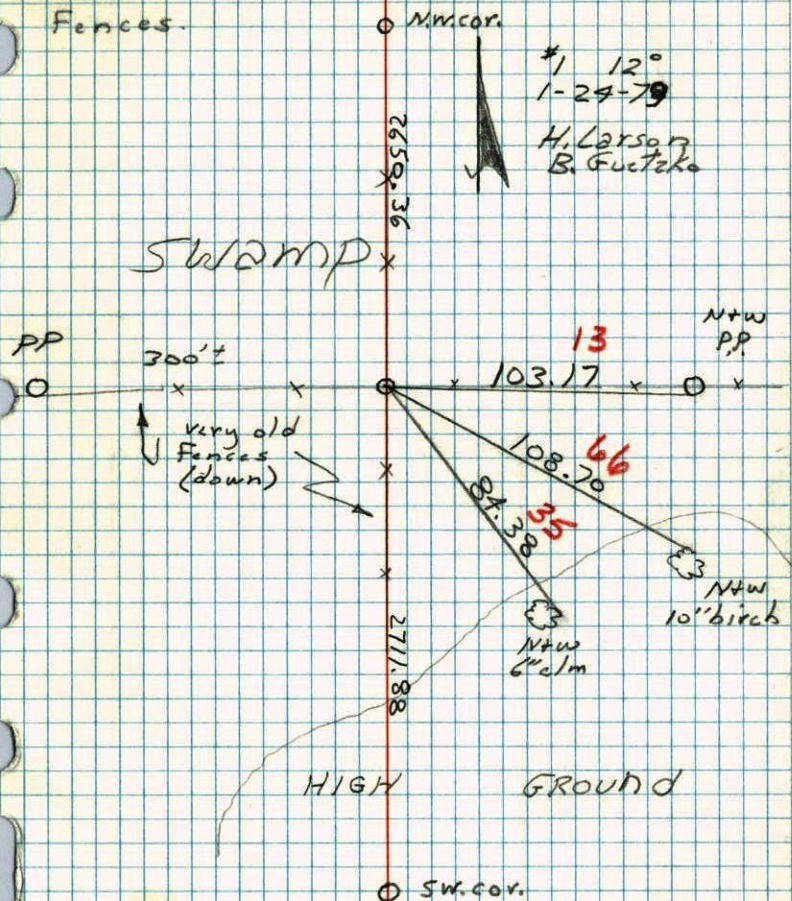 Fences.
N.W. cor.
#1 12°
1-24-79
H. Larson
B. Guetzko
2650.36
SWAMP
PP
300'±
N+W
P.P.
13
103.17
very old
Fences
(down)
108.70
66
84.38
35
N+W
10" birch
N+W
6" elm
2711.88
HIGH GROUND
SW. cor.